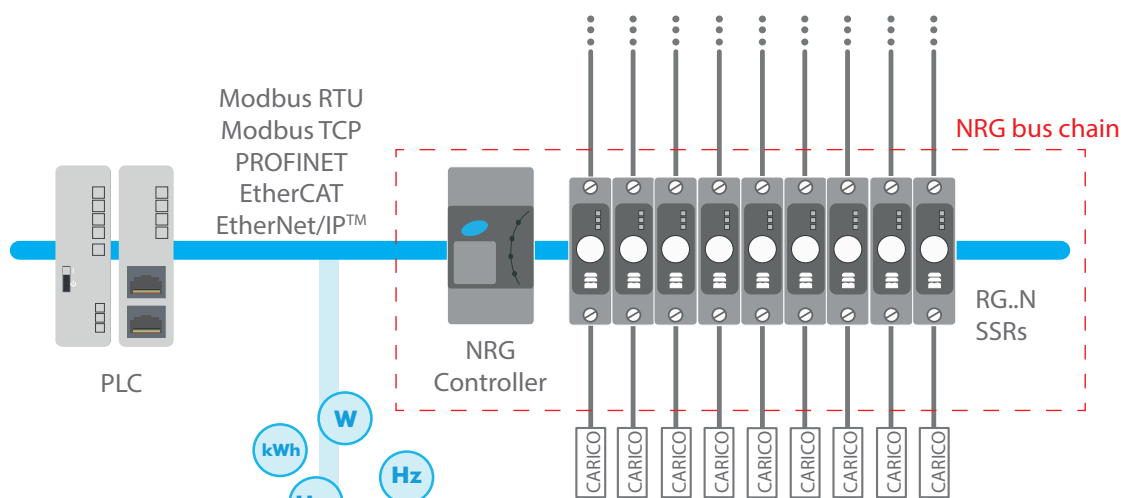 Modbus RTU
Modbus TCP
PROFINET
EtherCAT
EtherNet/IP™
NRG bus chain
PLC
NRG
Controller
RG..N
SSRs
W
kWh
Hz
CARICO
CARICO
CARICO
CARICO
CARICO
CARICO
CARICO
CARICO
CARICO